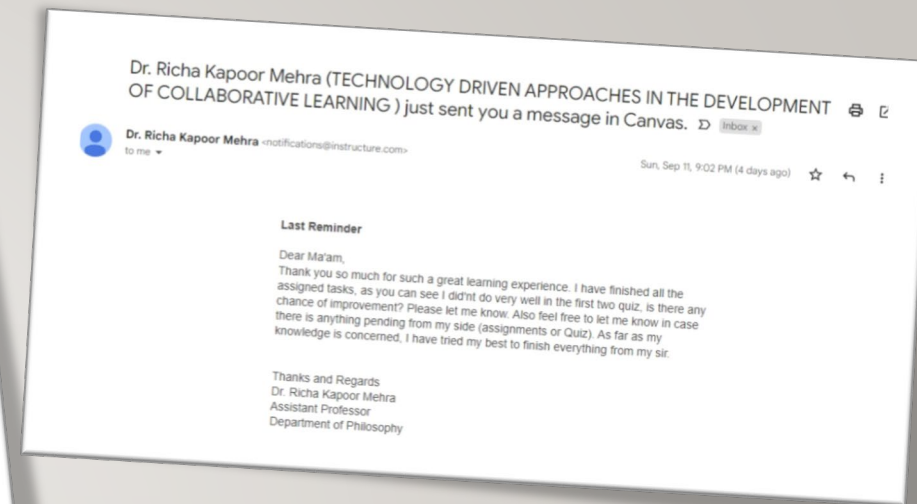 Dr. Richa Kapoor Mehra (TECHNOLOGY DRIVEN APPROACHES IN THE DEVELOPMENT
OF COLLABORATIVE LEARNING ) just sent you a message in Canvas. Inbox x
Dr. Richa Kapoor Mehra <notifications@instructure.com>
to me
Sun, Sep 11, 9:02 PM (4 days ago)
Last Reminder
Dear Ma'am,
Thank you so much for such a great learning experience. I have finished all the
assigned tasks, as you can see I did'nt do very well in the first two quiz, is there any
chance of improvement? Please let me know. Also feel free to let me know in case
there is anything pending from my side (assignments or Quiz). As far as my
knowledge is concerned, I have tried my best to finish everything from my sir.
Thanks and Regards
Dr. Richa Kapoor Mehra
Assistant Professor
Department of Philosophy